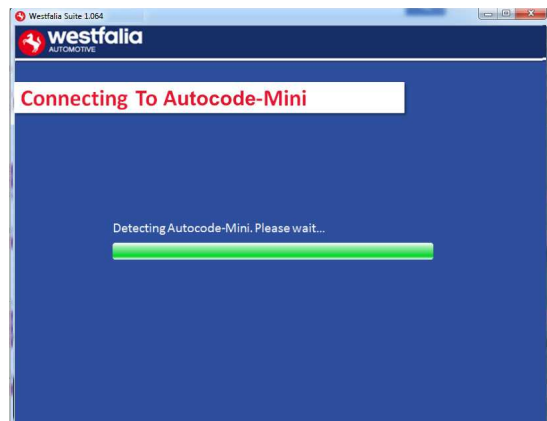 Westfalia Suite 1.064
westfalia
AUTOMOTIVE
Connecting To Autocode-Mini
Detecting Autocode-Mini. Please wait...